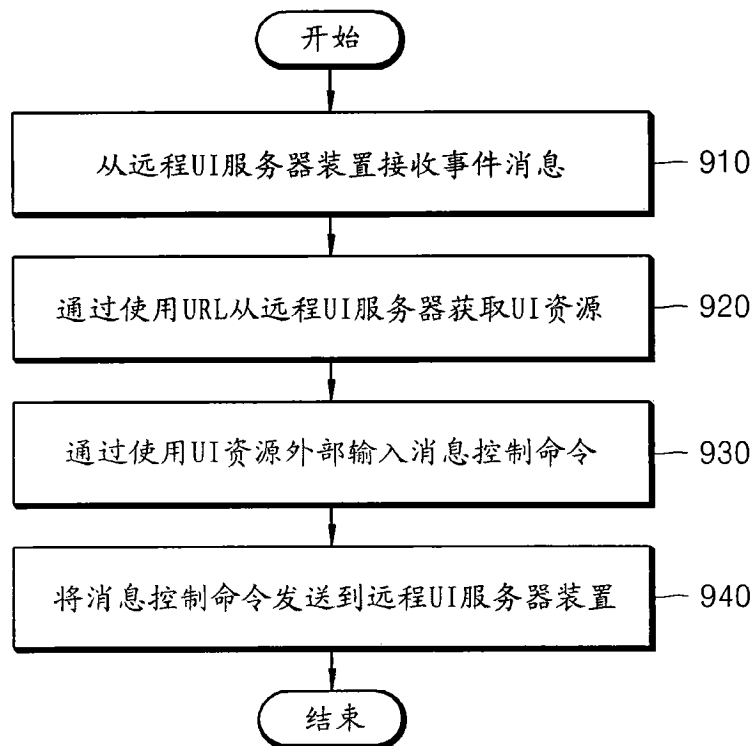 开始
从远程UI服务器装置接收事件消息
910
通过使用URL从远程UI服务器获取UI资源
920
通过使用UI资源外部输入消息控制命令
930
将消息控制命令发送到远程UI服务器装置
940
结束